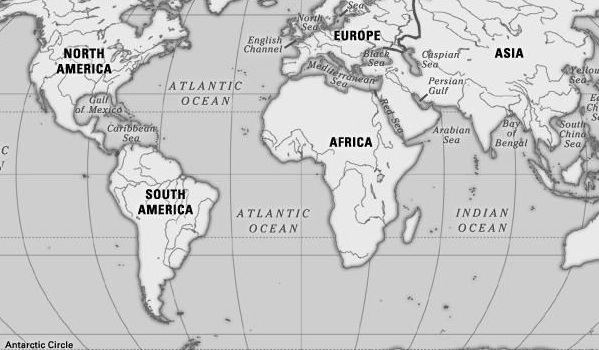 NORTH
AMERICA
Gulf
of Mexico
Caribbean
Sea
SOUTH
AMERICA
ATLANTIC
OCEAN
ATLANTIC
OCEAN
North
Sea
English
Channel
EUROPE
Black
Sea
Mediterranean
Sea
Caspian
Sea
Persian
Gulf
Red Sea
AFRICA
Arabian
Sea
ASIA
Bay
of
Bengal
South
China
Sea
Yellow
Sea
Sea
INDIAN
OCEAN
Antarctic Circle